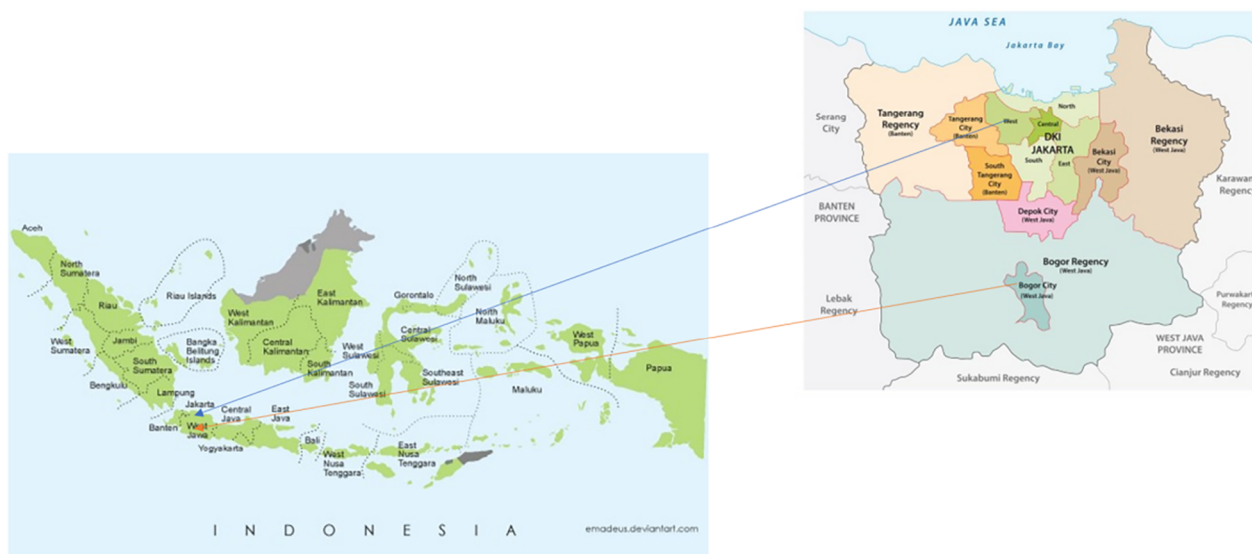 Aceh
North
Sumatera
Riau
Riau Islands
West
Sumatera
Jambi
Bangka
Belitung
Islands
South
Sumatera
Bengkulu
Lampung
Jakarta
Banten
West
Jawa
Central
Java
Yogyakarta
East
Java
Bali
West
Nusa
Tenggara
East
Nusa
Tenggara
West
Kalimantan
Central
Kalimantan
East
Kalimantan
South
Kalimantan
West
Sulawesi
South
Sulawesi
Gorontalo
Central
Sulawesi
Southeast
Sulawesi
North
Sulawesi
North
Maluku
Maluku
West
Papua
Papua
INDONESIA
emadeus.deviantart.com
JAVA SEA
Jakarta Bay
Serang
City
Tangerang
Regency
(Banten)
Tangerang
City
(Banten)
West
Central
North
DKI
JAKARTA
South
East
South
Tangerang
City
(Banten)
Bekasi
City
(West Java)
Bekasi
Regency
(West Java)
Karawan
Regency
BANTEN
PROVINCE
Depok City
(West Java)
Bogor Regency
(West Java)
Bogor City
(West Java)
Lebak
Regency
Purwakart
Regency
WEST JAVA
PROVINCE
Cianjur Regency
Sukabumi Regency